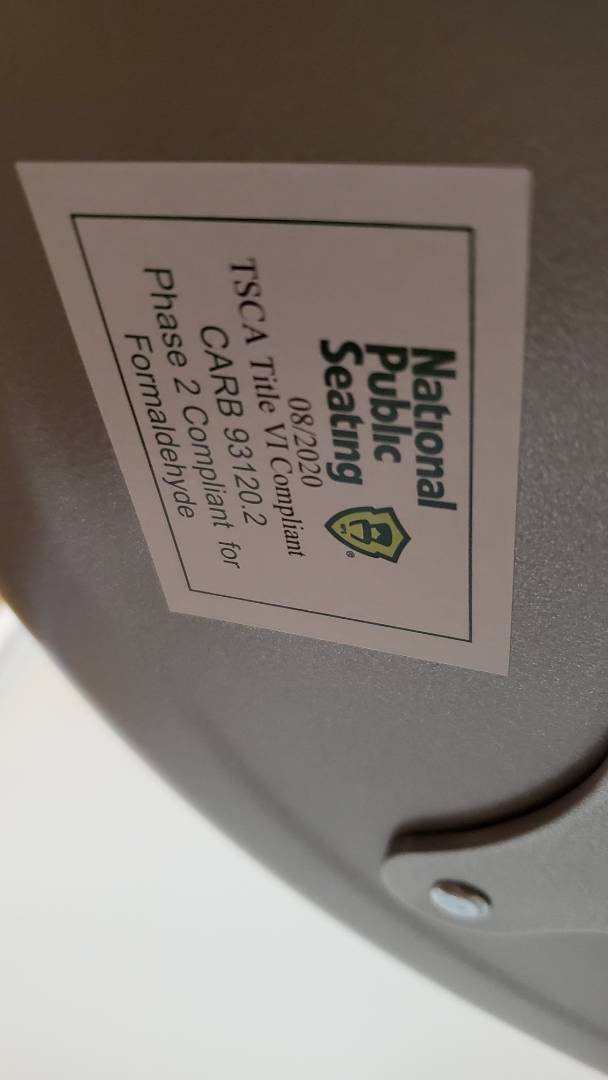 National
Public
Seating ®
08/2020
TSCA Title VI Compliant
CARB 93120.2
Phase 2 Compliant for
Formaldehyde